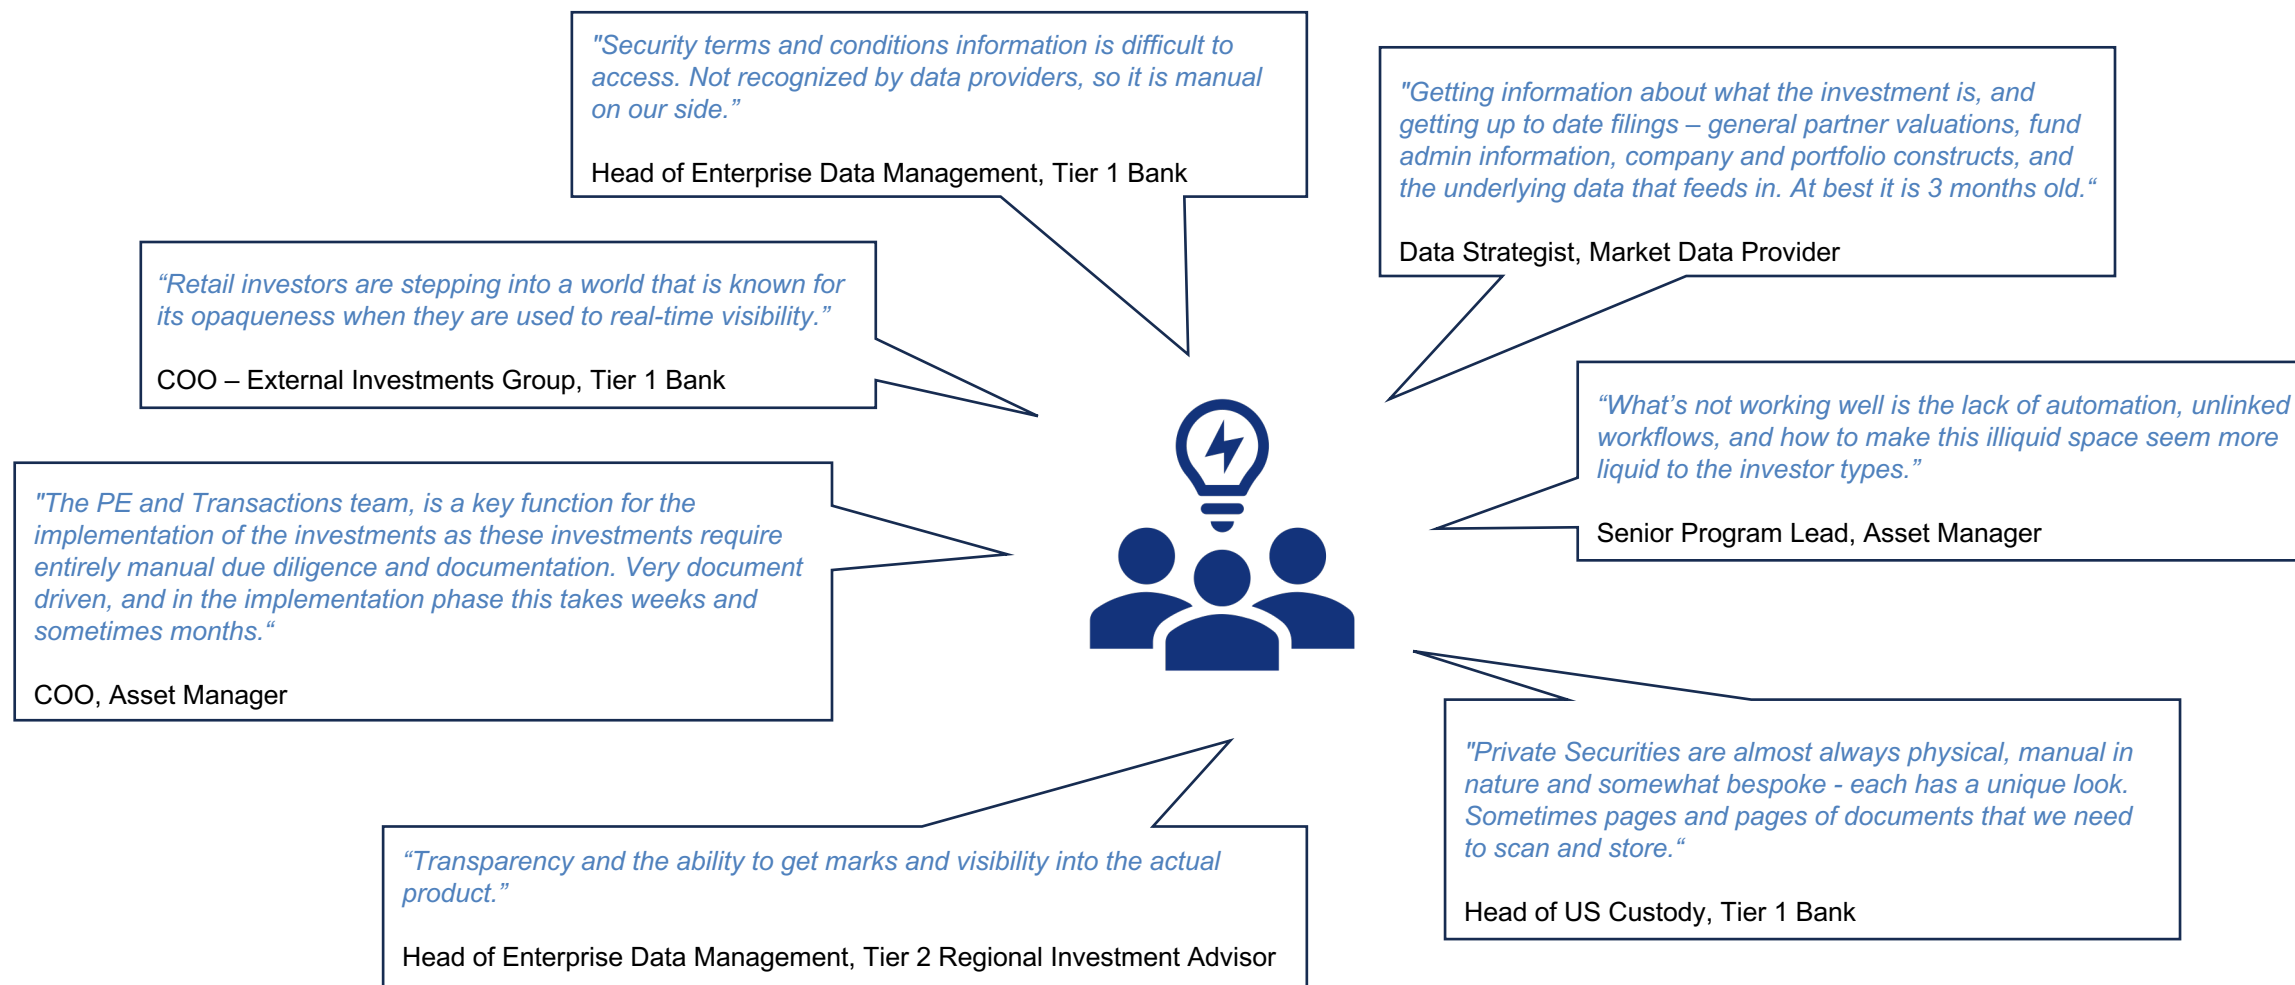 "Security terms and conditions information is difficult to
access. Not recognized by data providers, so it is manual
on our side.”
Head of Enterprise Data Management, Tier 1 Bank
"Getting information about what the investment is, and
getting up to date filings – general partner valuations, fund
admin information, company and portfolio constructs, and
the underlying data that feeds in. At best it is 3 months old.“
Data Strategist, Market Data Provider
“Retail investors are stepping into a world that is known for
its opaqueness when they are used to real-time visibility.”
COO – External Investments Group, Tier 1 Bank
“What’s not working well is the lack of automation, unlinked
workflows, and how to make this illiquid space seem more
liquid to the investor types.”
Senior Program Lead, Asset Manager
"The PE and Transactions team, is a key function for the
implementation of the investments as these investments require
entirely manual due diligence and documentation. Very document
driven, and in the implementation phase this takes weeks and
sometimes months.“
COO, Asset Manager
"Private Securities are almost always physical, manual in
nature and somewhat bespoke - each has a unique look.
Sometimes pages and pages of documents that we need
to scan and store.“
Head of US Custody, Tier 1 Bank
“Transparency and the ability to get marks and visibility into the actual
product.”
Head of Enterprise Data Management, Tier 2 Regional Investment Advisor